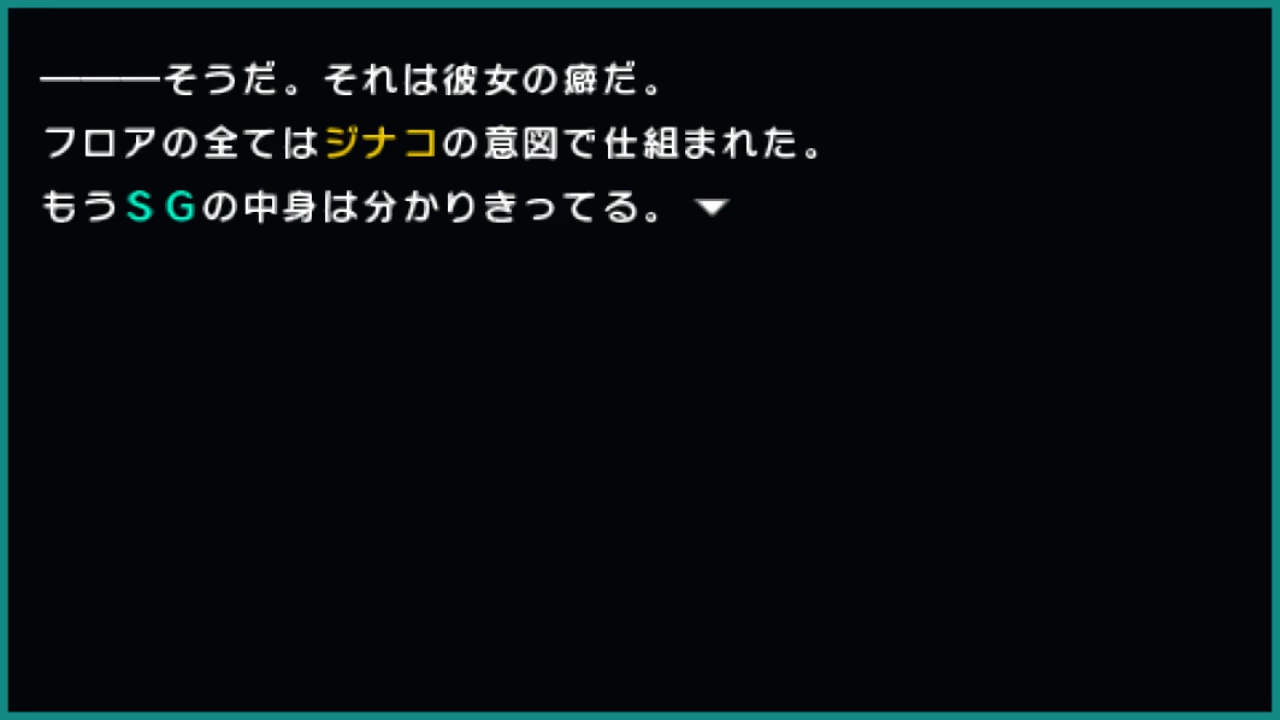 ―――そうだ。それは彼女の癖だ。
フロアの全てはジナコの意図で仕組まれた。
もうＳＧの中身は分かりきってる。